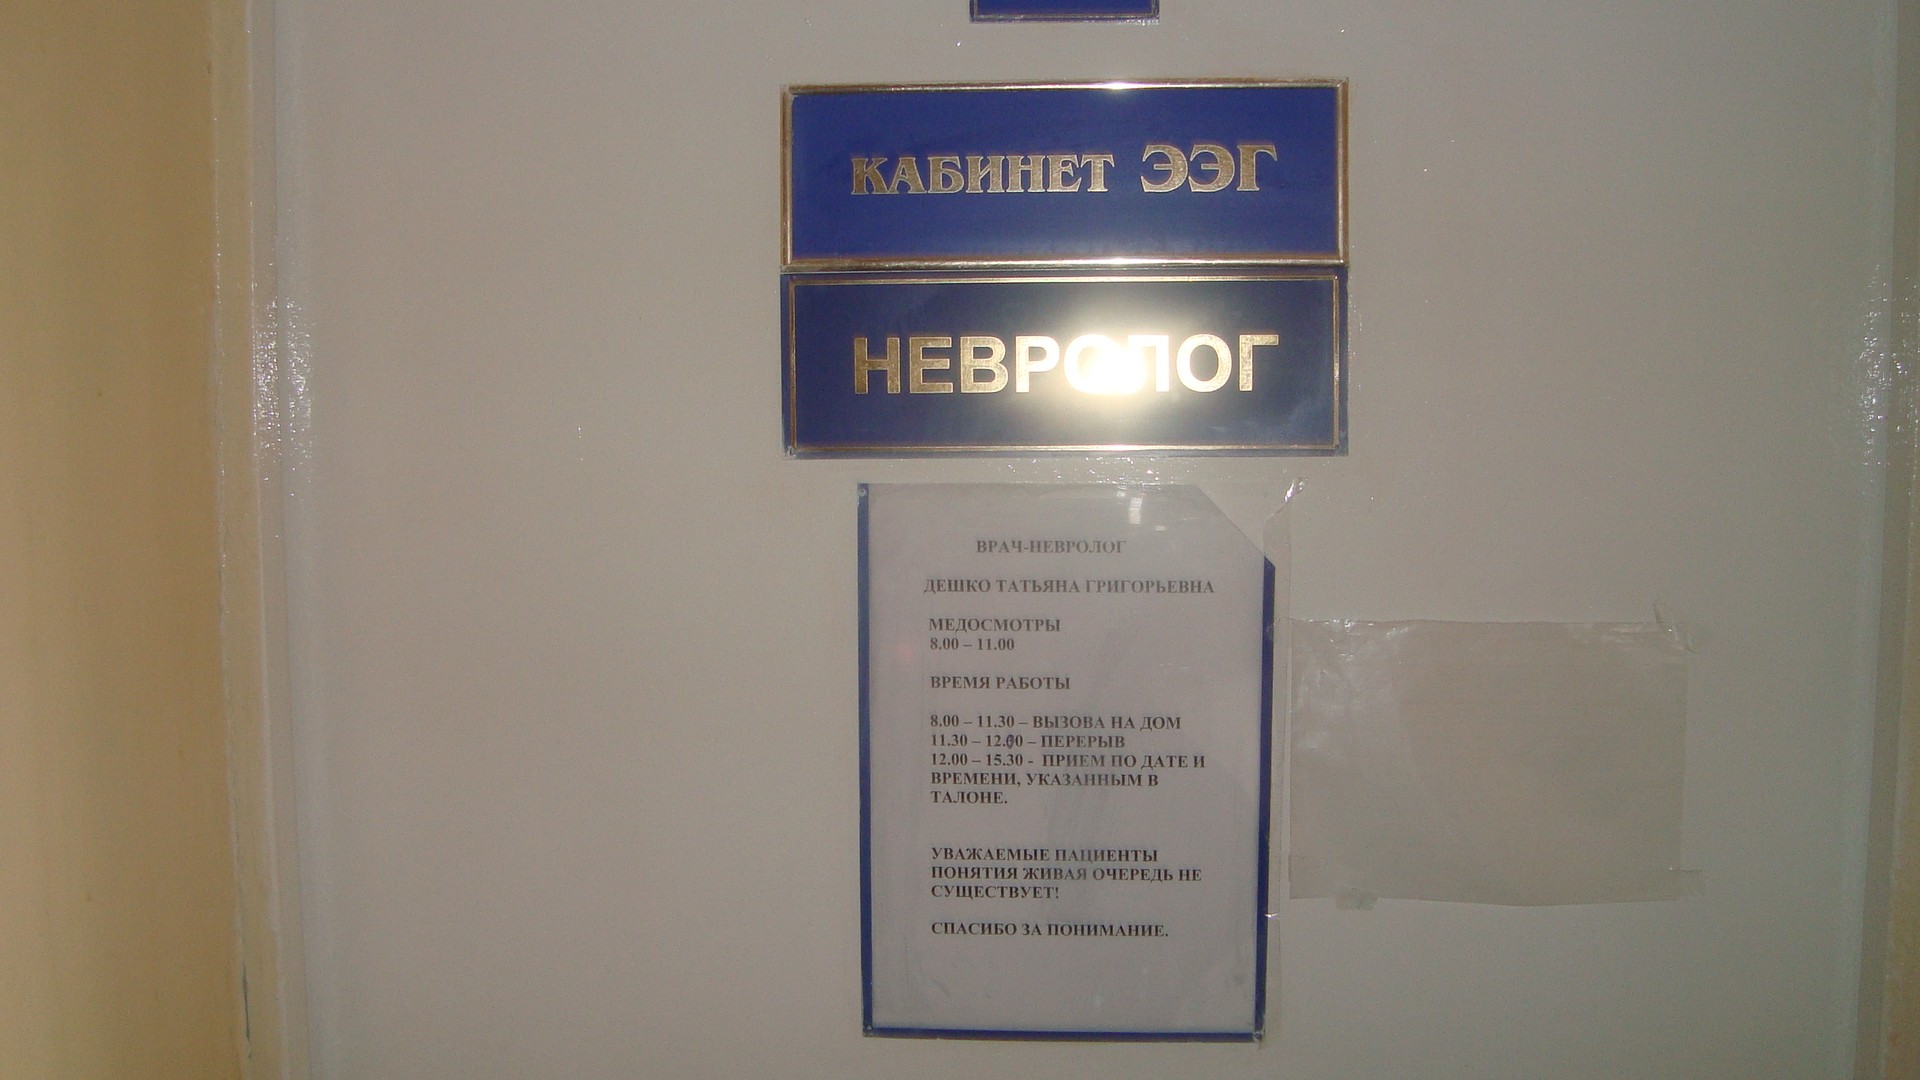 КАБИНЕТ ЭЭГ
НЕВРОЛОГ
ВРАЧ-НЕВРОЛОГ
ДЕШКО ТАТЬЯНА ГРИГОРЬЕВНА
МЕДОСМОТРЫ
8.00 – 11.00
ВРЕМЯ РАБОТЫ
8.00 – 11.30 – ВЫЗОВА НА ДОМ
11.30 – 12.00 – ПЕРЕРЫВ
12.00 – 15.30 - ПРИЕМ ПО ДАТЕ И
ВРЕМЕНИ, УКАЗАННЫМ В
ТАЛОНЕ.
УВАЖАЕМЫЕ ПАЦИЕНТЫ
ПОНЯТИЯ ЖИВАЯ ОЧЕРЕДЬ НЕ
СУЩЕСТВУЕТ!
СПАСИБО ЗА ПОНИМАНИЕ.